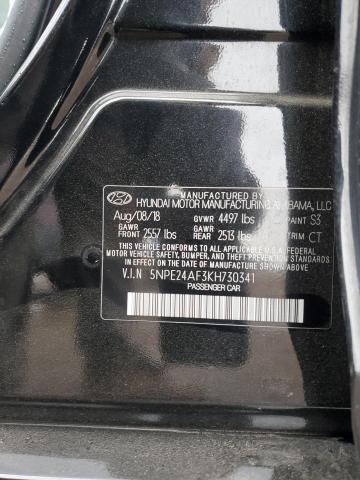 MANUFACTURED BY
HYUNDAI MOTOR MANUFACTURING ALABAMA, LLC
Aug/08/18 GVWR 4497 lbs PAINT S3
GAWR FRONT 2557 lbs GAWR REAR 2513 lbs TRIM CT
THIS VEHICLE CONFORMS TO ALL APPLICABLE U.S. FEDERAL
MOTOR VEHICLE SAFETY, BUMPER, AND THEFT PREVENTION STANDARDS
IN EFFECT ON THE DATE OF MANUFACTURE SHOWN ABOVE.
V.I.N 5NPE24AF3KH730341
PASSENGER CAR